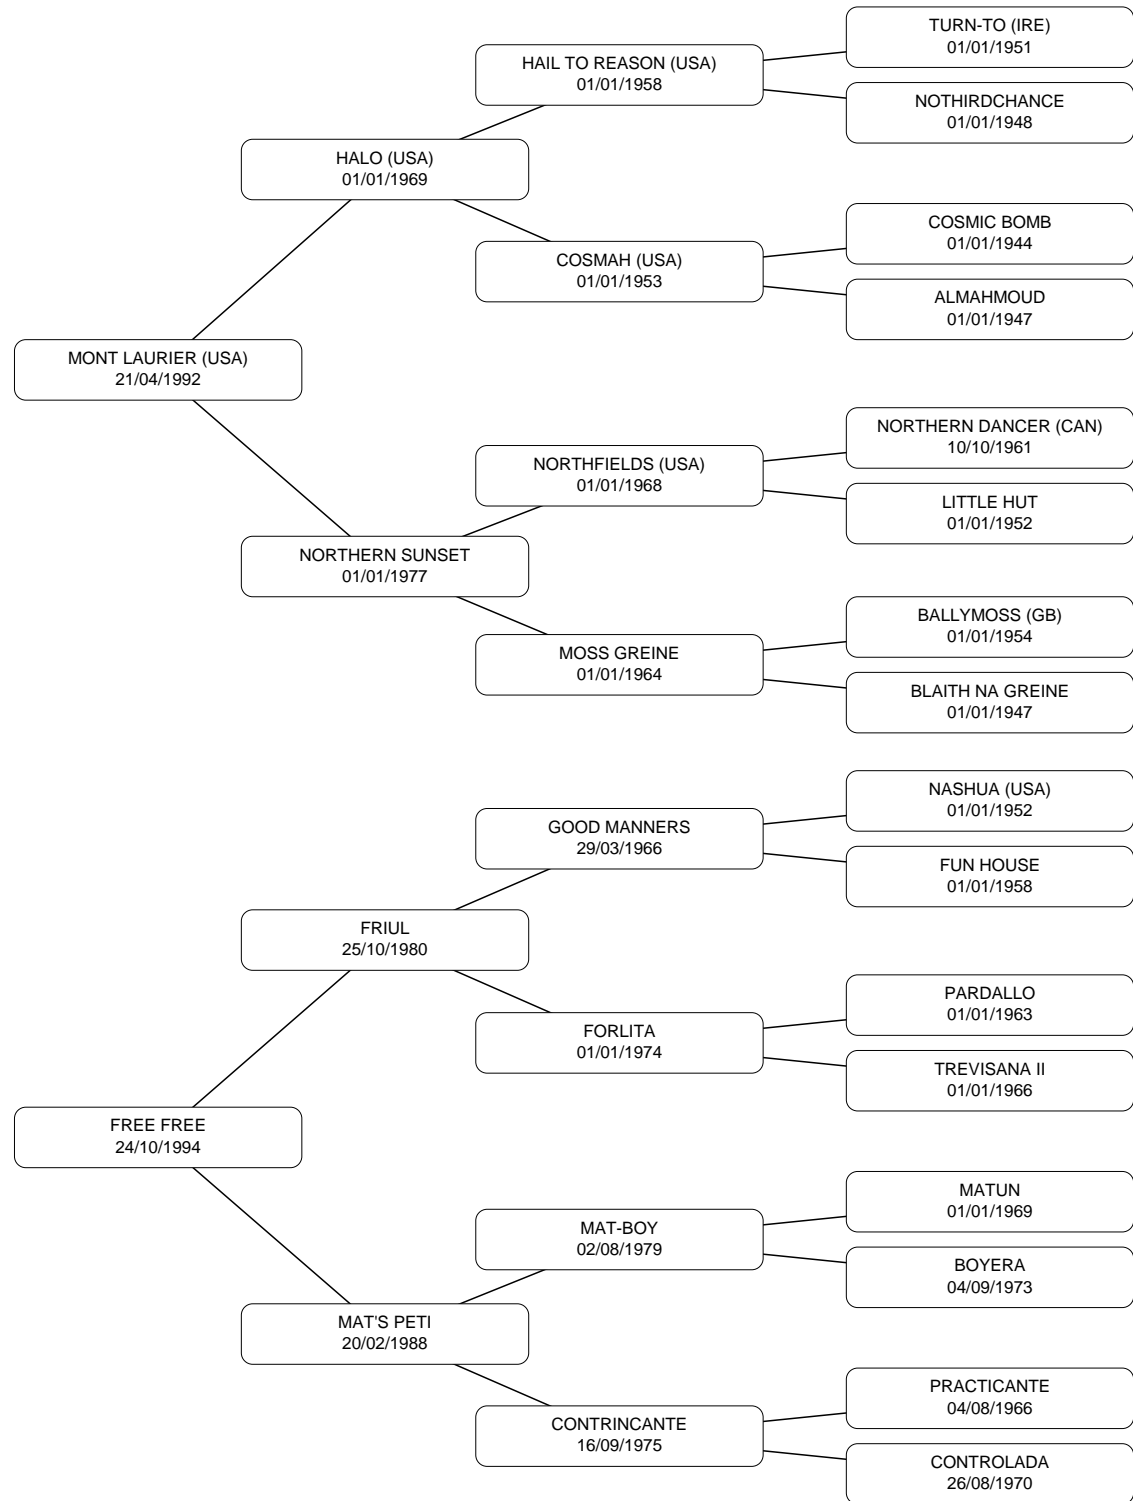 TURN-TO (IRE)
01/01/1951
HAIL TO REASON (USA)
01/01/1958
NOTHIRDCHANCE
01/01/1948
HALO (USA)
01/01/1969
COSMIC BOMB
01/01/1944
COSMAH (USA)
01/01/1953
ALMAHMOUD
01/01/1947
MONT LAURIER (USA)
21/04/1992
NORTHERN DANCER (CAN)
10/10/1961
NORTHFIELDS (USA)
01/01/1968
LITTLE HUT
01/01/1952
NORTHERN SUNSET
01/01/1977
BALLYMOSS (GB)
01/01/1954
MOSS GREINE
01/01/1964
BLAITH NA GREINE
01/01/1947
NASHUA (USA)
01/01/1952
GOOD MANNERS
29/03/1966
FUN HOUSE
01/01/1958
FRIUL
25/10/1980
PARDALLO
01/01/1963
FORLITA
01/01/1974
TREVISANA II
01/01/1966
FREE FREE
24/10/1994
MATUN
01/01/1969
MAT-BOY
02/08/1979
BOYERA
04/09/1973
MAT'S PETI
20/02/1988
PRACTICANTE
04/08/1966
CONTRINCANTE
16/09/1975
CONTROLADA
26/08/1970